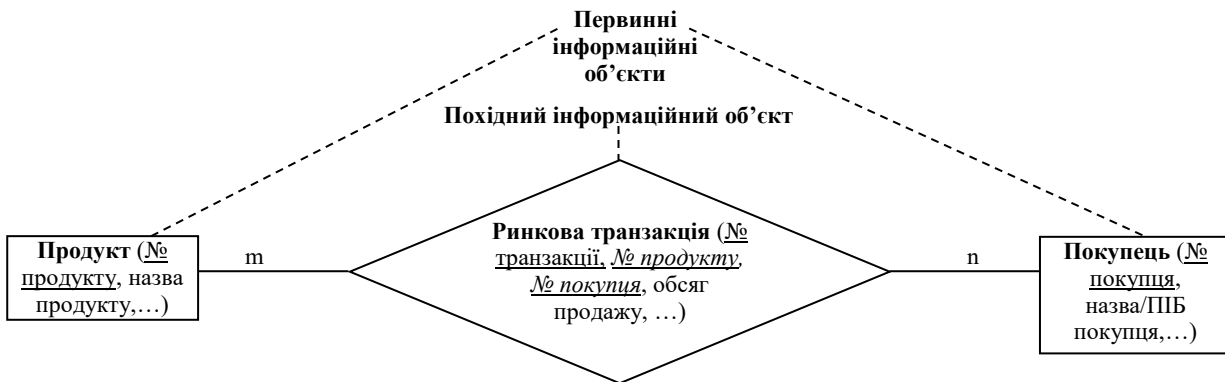 Первинні
інформаційні
об’єкти
Похідний інформаційний об’єкт
Продукт (№
продукту, назва
продукту,…)
m
Ринкова транзакція (№
транзакції, № продукту,
№ покупця, обсяг
продажу, …)
n
Покупець (№
покупця,
назва/ПІБ
покупця,…)